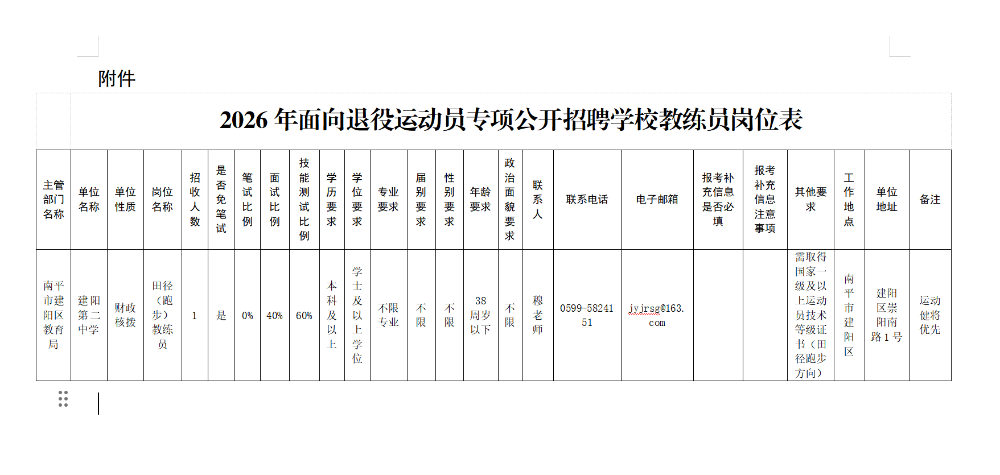 附件
2026年面向退役运动员专项公开招聘学校教练员岗位表
主管部门名称
单位名称
单位性质
岗位名称
招收人数
是否免笔试
笔试比例
面试比例
技能测试比例
学历要求
学位要求
专业要求
届别要求
性别要求
年龄要求
政治面貌要求
联系人
联系电话
电子邮箱
报考补充信息是否必填
报考补充信息注意事项
其他要求
工作地点
单位地址
备注
南平市建阳区教育局
建阳第二中学
财政核拨
田径（跑步）教练员
1
是
0%
40%
60%
本科及以上
学士及以上学位
不限专业
不限
不限
38周岁以下
不限
穆老师
0599-5824151
jyjrsg@163.com
需取得国家一级及以上运动员技术等级证书（田径跑步方向）
南平市建阳区
建阳区崇阳南路1号
运动健将优先